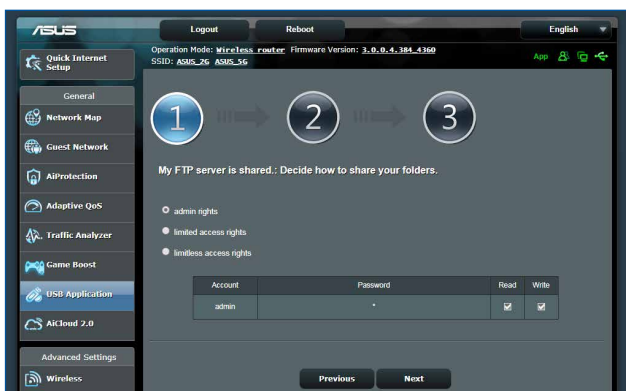 ASUS
Logout Reboot English
Operation Mode: Wireless router Firmware Version: 3.0.0.4.384_4360
SSID: ASUS_2G ASUS_5G
App
Quick Internet
Setup
General
Network Map
Guest Network
AiProtection
Adaptive QoS
Traffic Analyzer
Game Boost
USB Application
AiCloud 2.0
Advanced Settings
Wireless
1 2 3
My FTP server is shared.: Decide how to share your folders.
admin rights
limited access rights
limitless access rights
Account Password Read Write
admin *
Previous Next